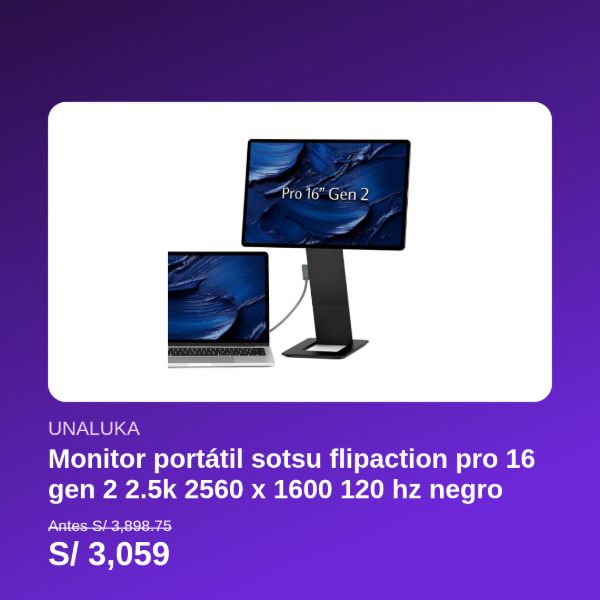 Pro 16” Gen 2
UNALUKA
Monitor portátil sotsu flipaction pro 16
gen 2 2.5k 2560 x 1600 120 hz negro
Antes S/ 3,898.75
S/ 3,059